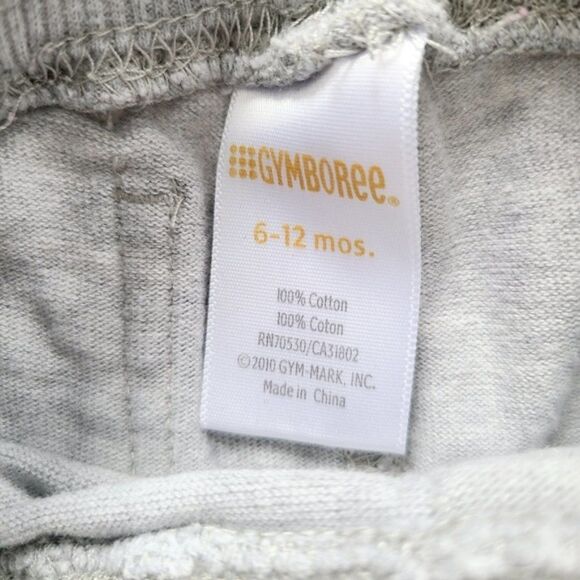 GYMBOREE®
6-12 mos.
100% Cotton
100% Coton
RN70530/CA31802
©2010 GYM-MARK, INC.
Made in China